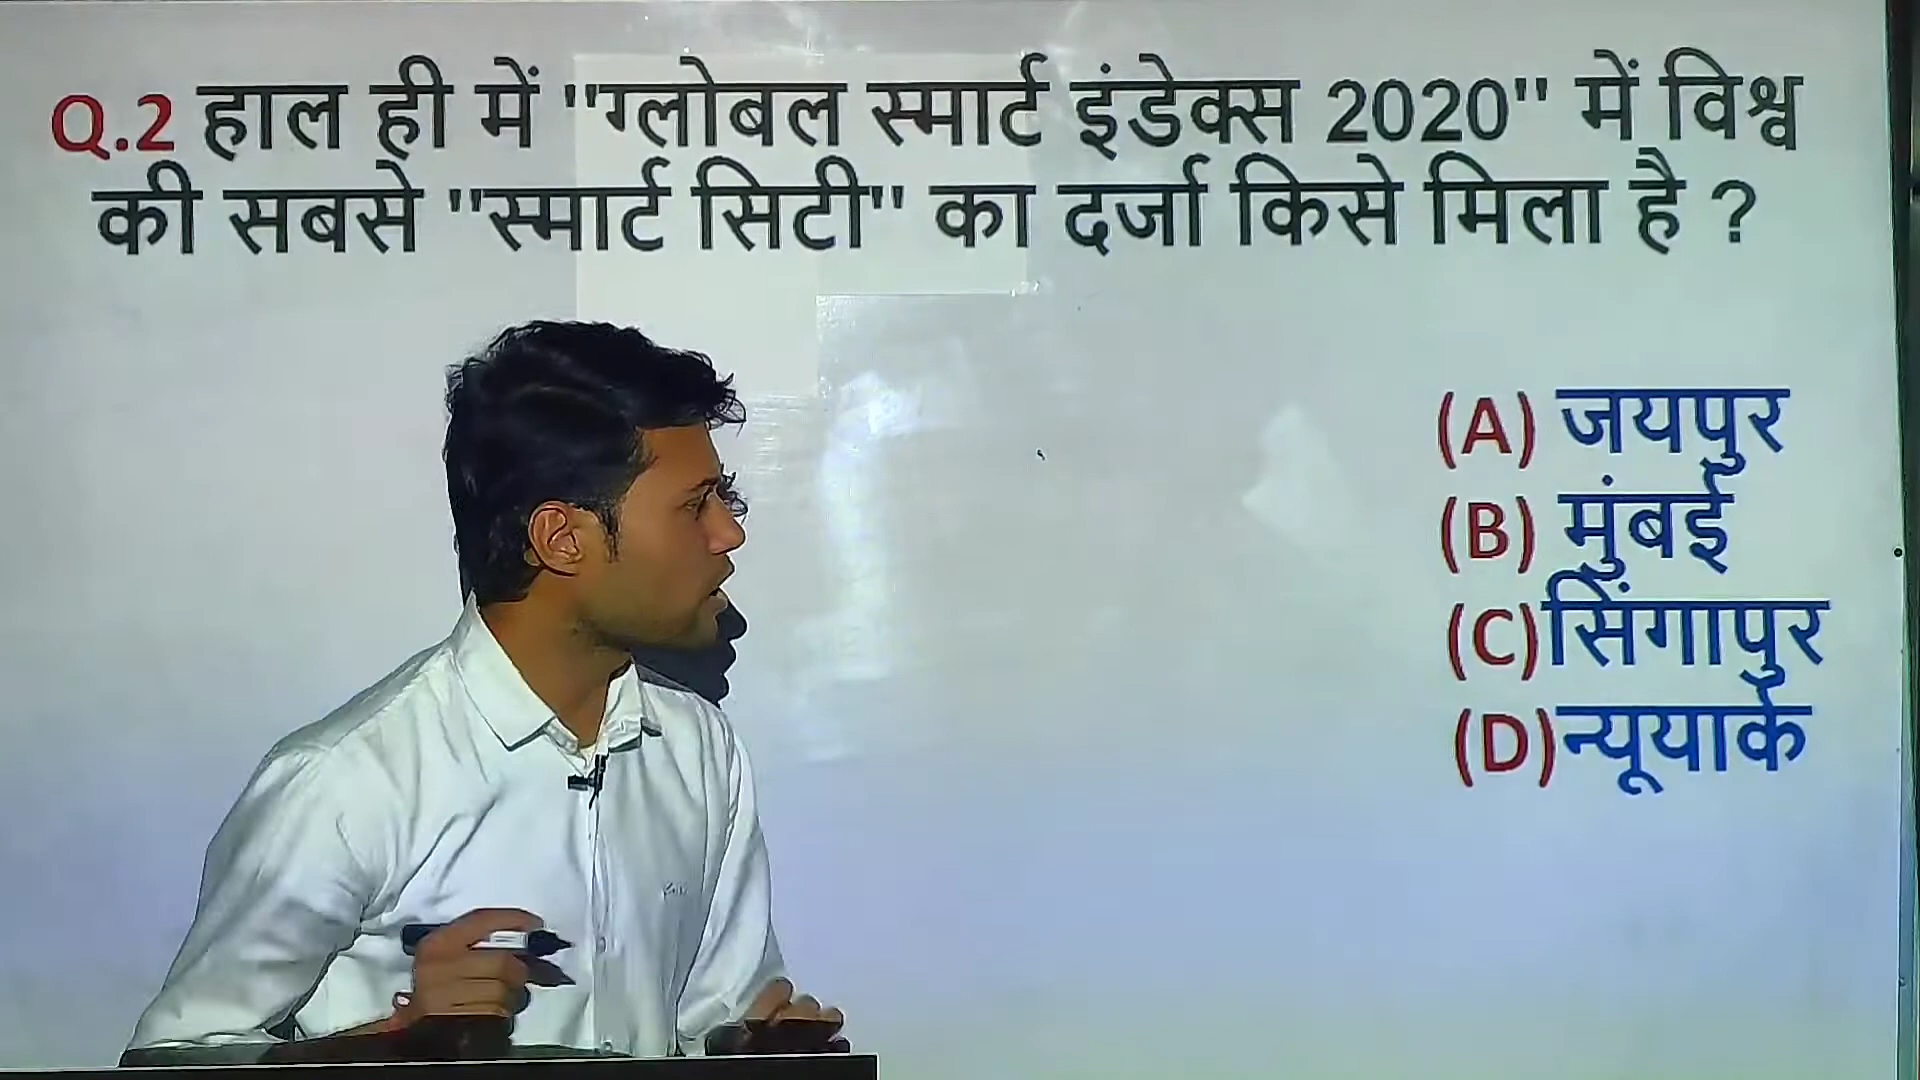 Q.2 हाल ही में "ग्लोबल स्मार्ट इंडेक्स 2020" में विश्व
की सबसे "स्मार्ट सिटी" का दर्जा किसे मिला है ?
(A) जयपुर
(B) मुंबई
(C)सिंगापुर
(D)न्यूयार्क